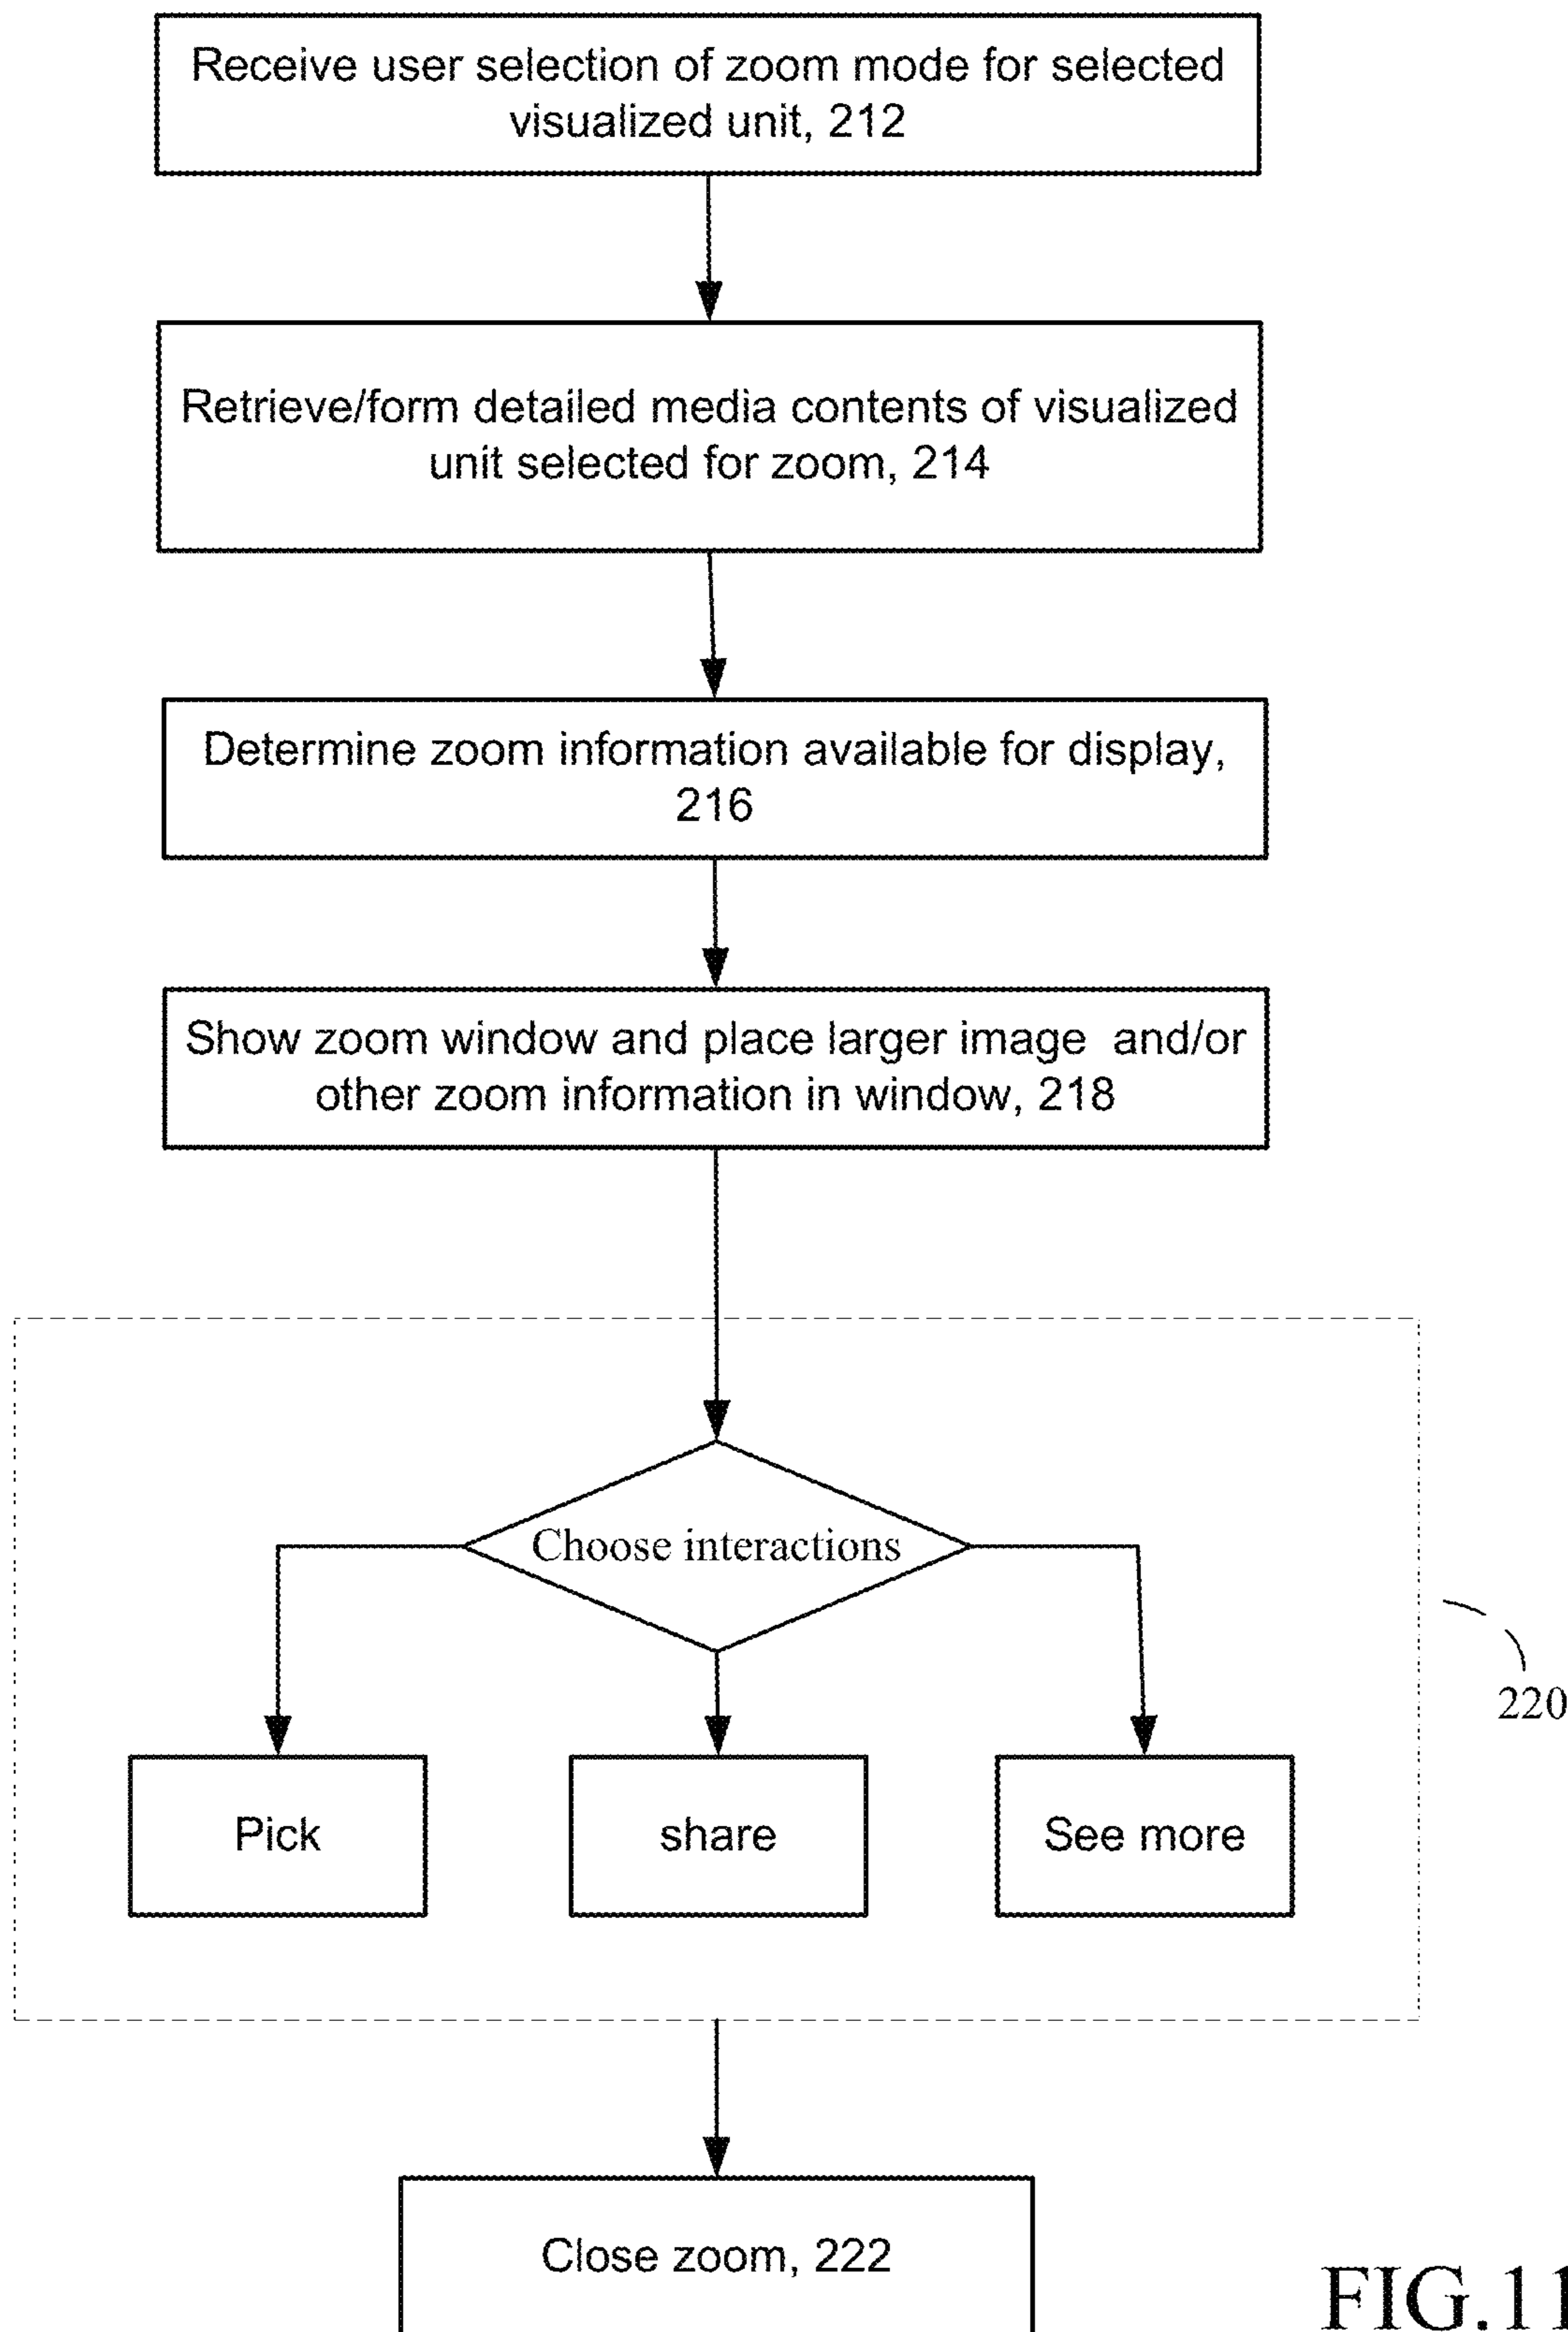 Receive user selection of zoom mode for selected
visualized unit, 212
Retrieve/form detailed media contents of visualized
unit selected for zoom, 214
Determine zoom information available for display,
216
Show zoom window and place larger image and/or
other zoom information in window, 218
Choose interactions
220
Pick
share
See more
Close zoom, 222
FIG.11